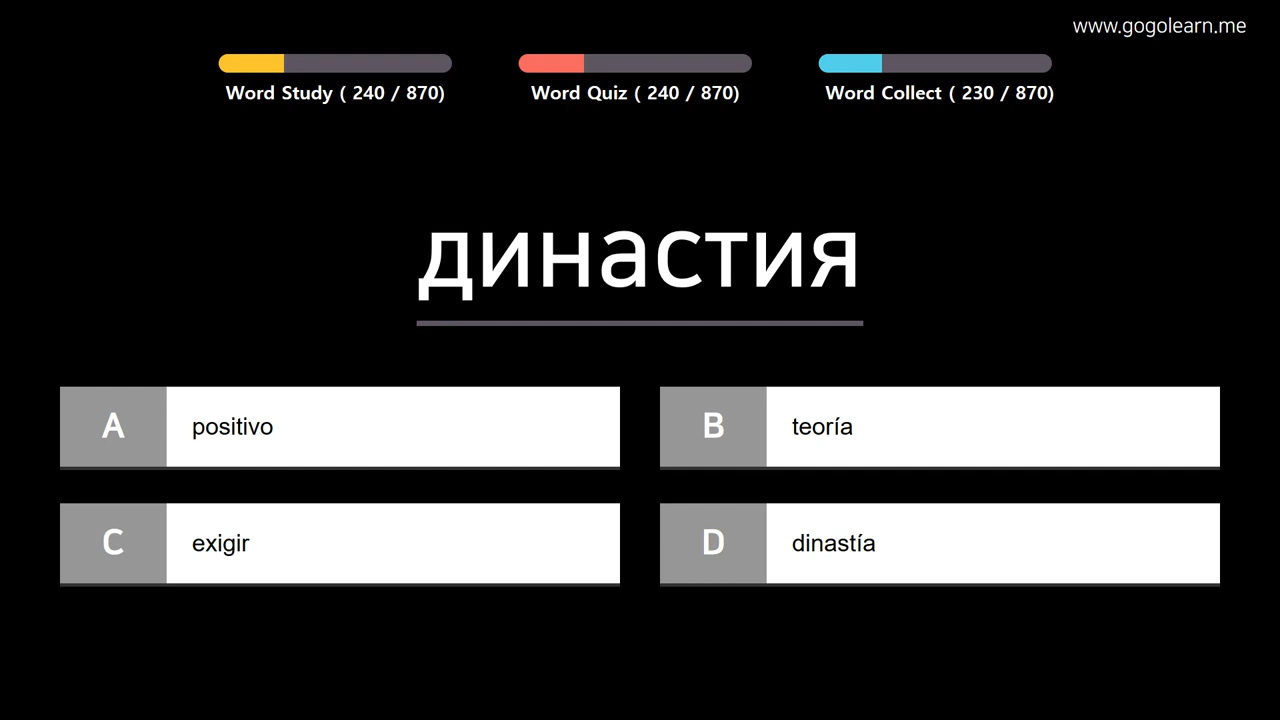 www.gogolearn.me
Word Study ( 240 / 870)
Word Quiz ( 240 / 870)
Word Collect ( 230 / 870)
династия
A positivo
B teoría
C exigir
D dinastía